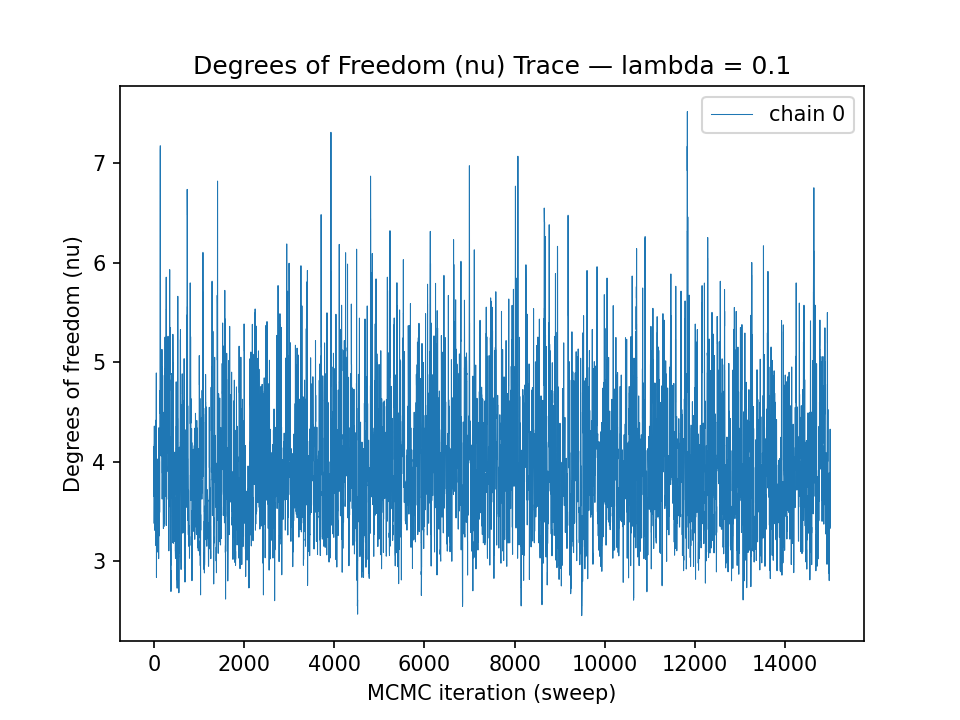 Degrees of Freedom (nu) Trace — lambda = 0.1
chain 0
Degrees of freedom (nu)
7
6
5
4
3
0 2000 4000 6000 8000 10000 12000 14000
MCMC iteration (sweep)